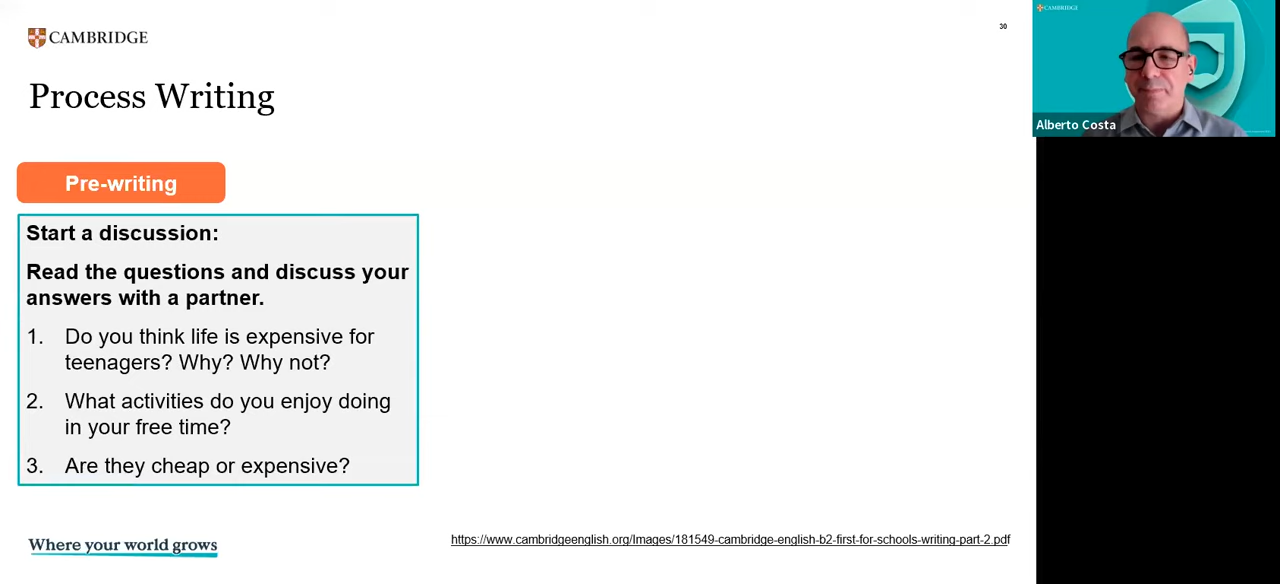 30
CAMBRIDGE
CAMBRIDGE
Alberto Costa
Process Writing
Pre-writing
Start a discussion:
Read the questions and discuss your
answers with a partner.
1. Do you think life is expensive for
teenagers? Why? Why not?
2. What activities do you enjoy doing
in your free time?
3. Are they cheap or expensive?
Where your world grows
https://www.cambridgeenglish.org/Images/181549-cambridge-english-b2-first-for-schools-writing-part-2.pdf